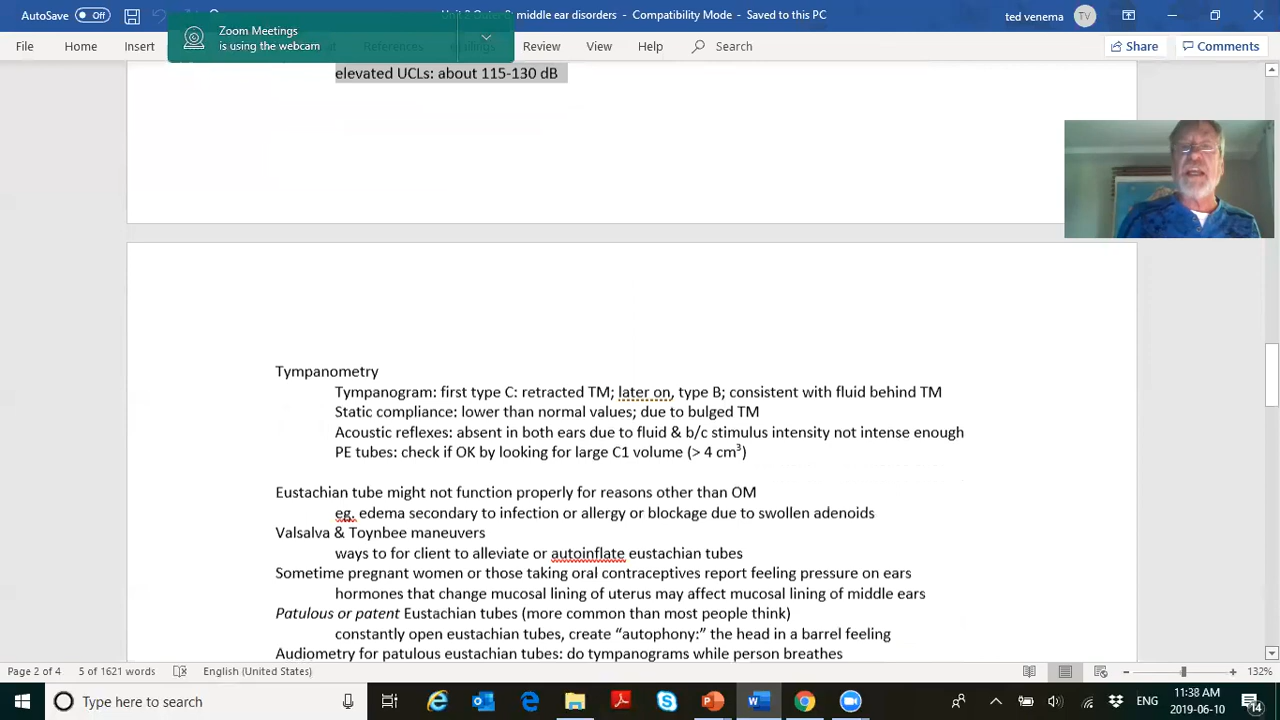 AutoSave Off
Unit 2 Outer & middle ear disorders - Compatibility Mode - Saved to this PC
ted venema TV
Zoom Meetings
is using the webcam
File Home Insert References Mailings Review View Help Search Share Comments
elevated UCLs: about 115-130 dB
Tympanometry
Tympanogram: first type C: retracted TM; later on, type B; consistent with fluid behind TM
Static compliance: lower than normal values; due to bulged TM
Acoustic reflexes: absent in both ears due to fluid & b/c stimulus intensity not intense enough
PE tubes: check if OK by looking for large C1 volume (> 4 cm³)
Eustachian tube might not function properly for reasons other than OM
eg. edema secondary to infection or allergy or blockage due to swollen adenoids
Valsalva & Toynbee maneuvers
ways to for client to alleviate or autoinflate eustachian tubes
Sometime pregnant women or those taking oral contraceptives report feeling pressure on ears
hormones that change mucosal lining of uterus may affect mucosal lining of middle ears
Patulous or patent Eustachian tubes (more common than most people think)
constantly open eustachian tubes, create “autophony:” the head in a barrel feeling
Audiometry for patulous eustachian tubes: do tympanograms while person breathes
Page 2 of 4 5 of 1621 words English (United States) 132%
Type here to search
ENG
11:38 AM
2019-06-10
14